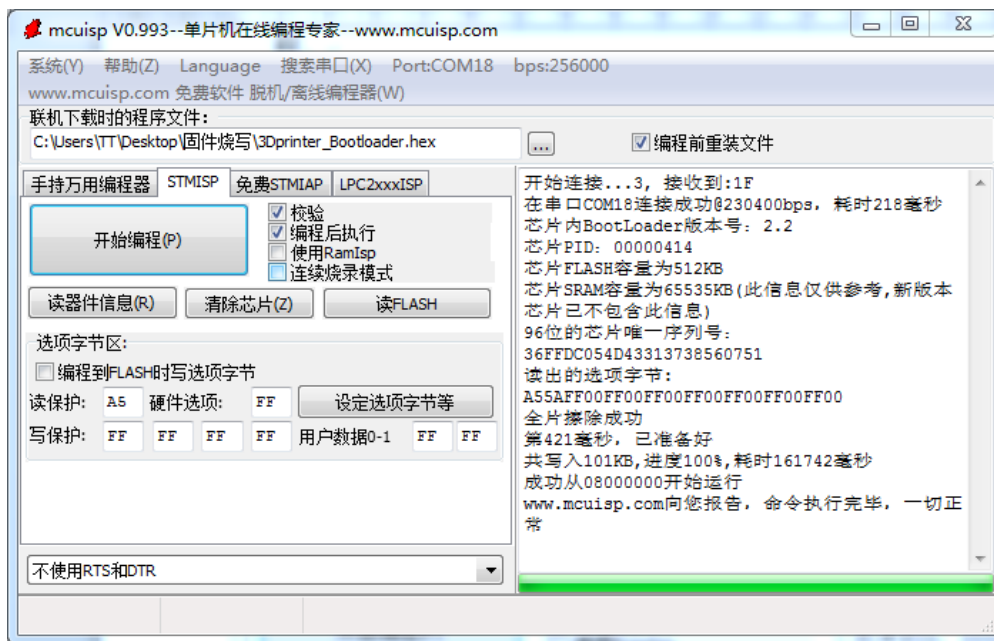 mcuisp V0.993--单片机在线编程专家--www.mcuisp.com
系统(Y) 帮助(Z) Language 搜索串口(X) Port:COM18 bps:256000
www.mcuisp.com 免费软件 脱机/离线编程器(W)
联机下载时的程序文件:
C:\Users\TT\Desktop\固件烧写\3Dprinter_Bootloader.hex
...
编程前重装文件
手持万用编程器 STMISP 免费STMIAP LPC2xxxISP
开始编程(P)
校验
编程后执行
使用RamIsp
连续烧录模式
读器件信息(R) 清除芯片(Z) 读FLASH
选项字节区:
编程到FLASH时写选项字节
读保护: A5 硬件选项: FF 设定选项字节等
写保护: FF FF FF FF 用户数据0-1 FF FF
不使用RTS和DTR
开始连接...3, 接收到:1F
在串口COM18连接成功@230400bps, 耗时218毫秒
芯片内BootLoader版本号: 2.2
芯片PID: 00000414
芯片FLASH容量为512KB
芯片SRAM容量为65535KB(此信息仅供参考,新版本
芯片已不包含此信息)
96位的芯片唯一序列号:
36FFDC054D43313738560751
读出的选项字节:
A55AFF00FF00FF00FF00FF00FF00FF00
全片擦除成功
第421毫秒, 已准备好
共写入101KB,进度100%,耗时161742毫秒
成功从08000000开始运行
www.mcuisp.com向您报告, 命令执行完毕, 一切正
常